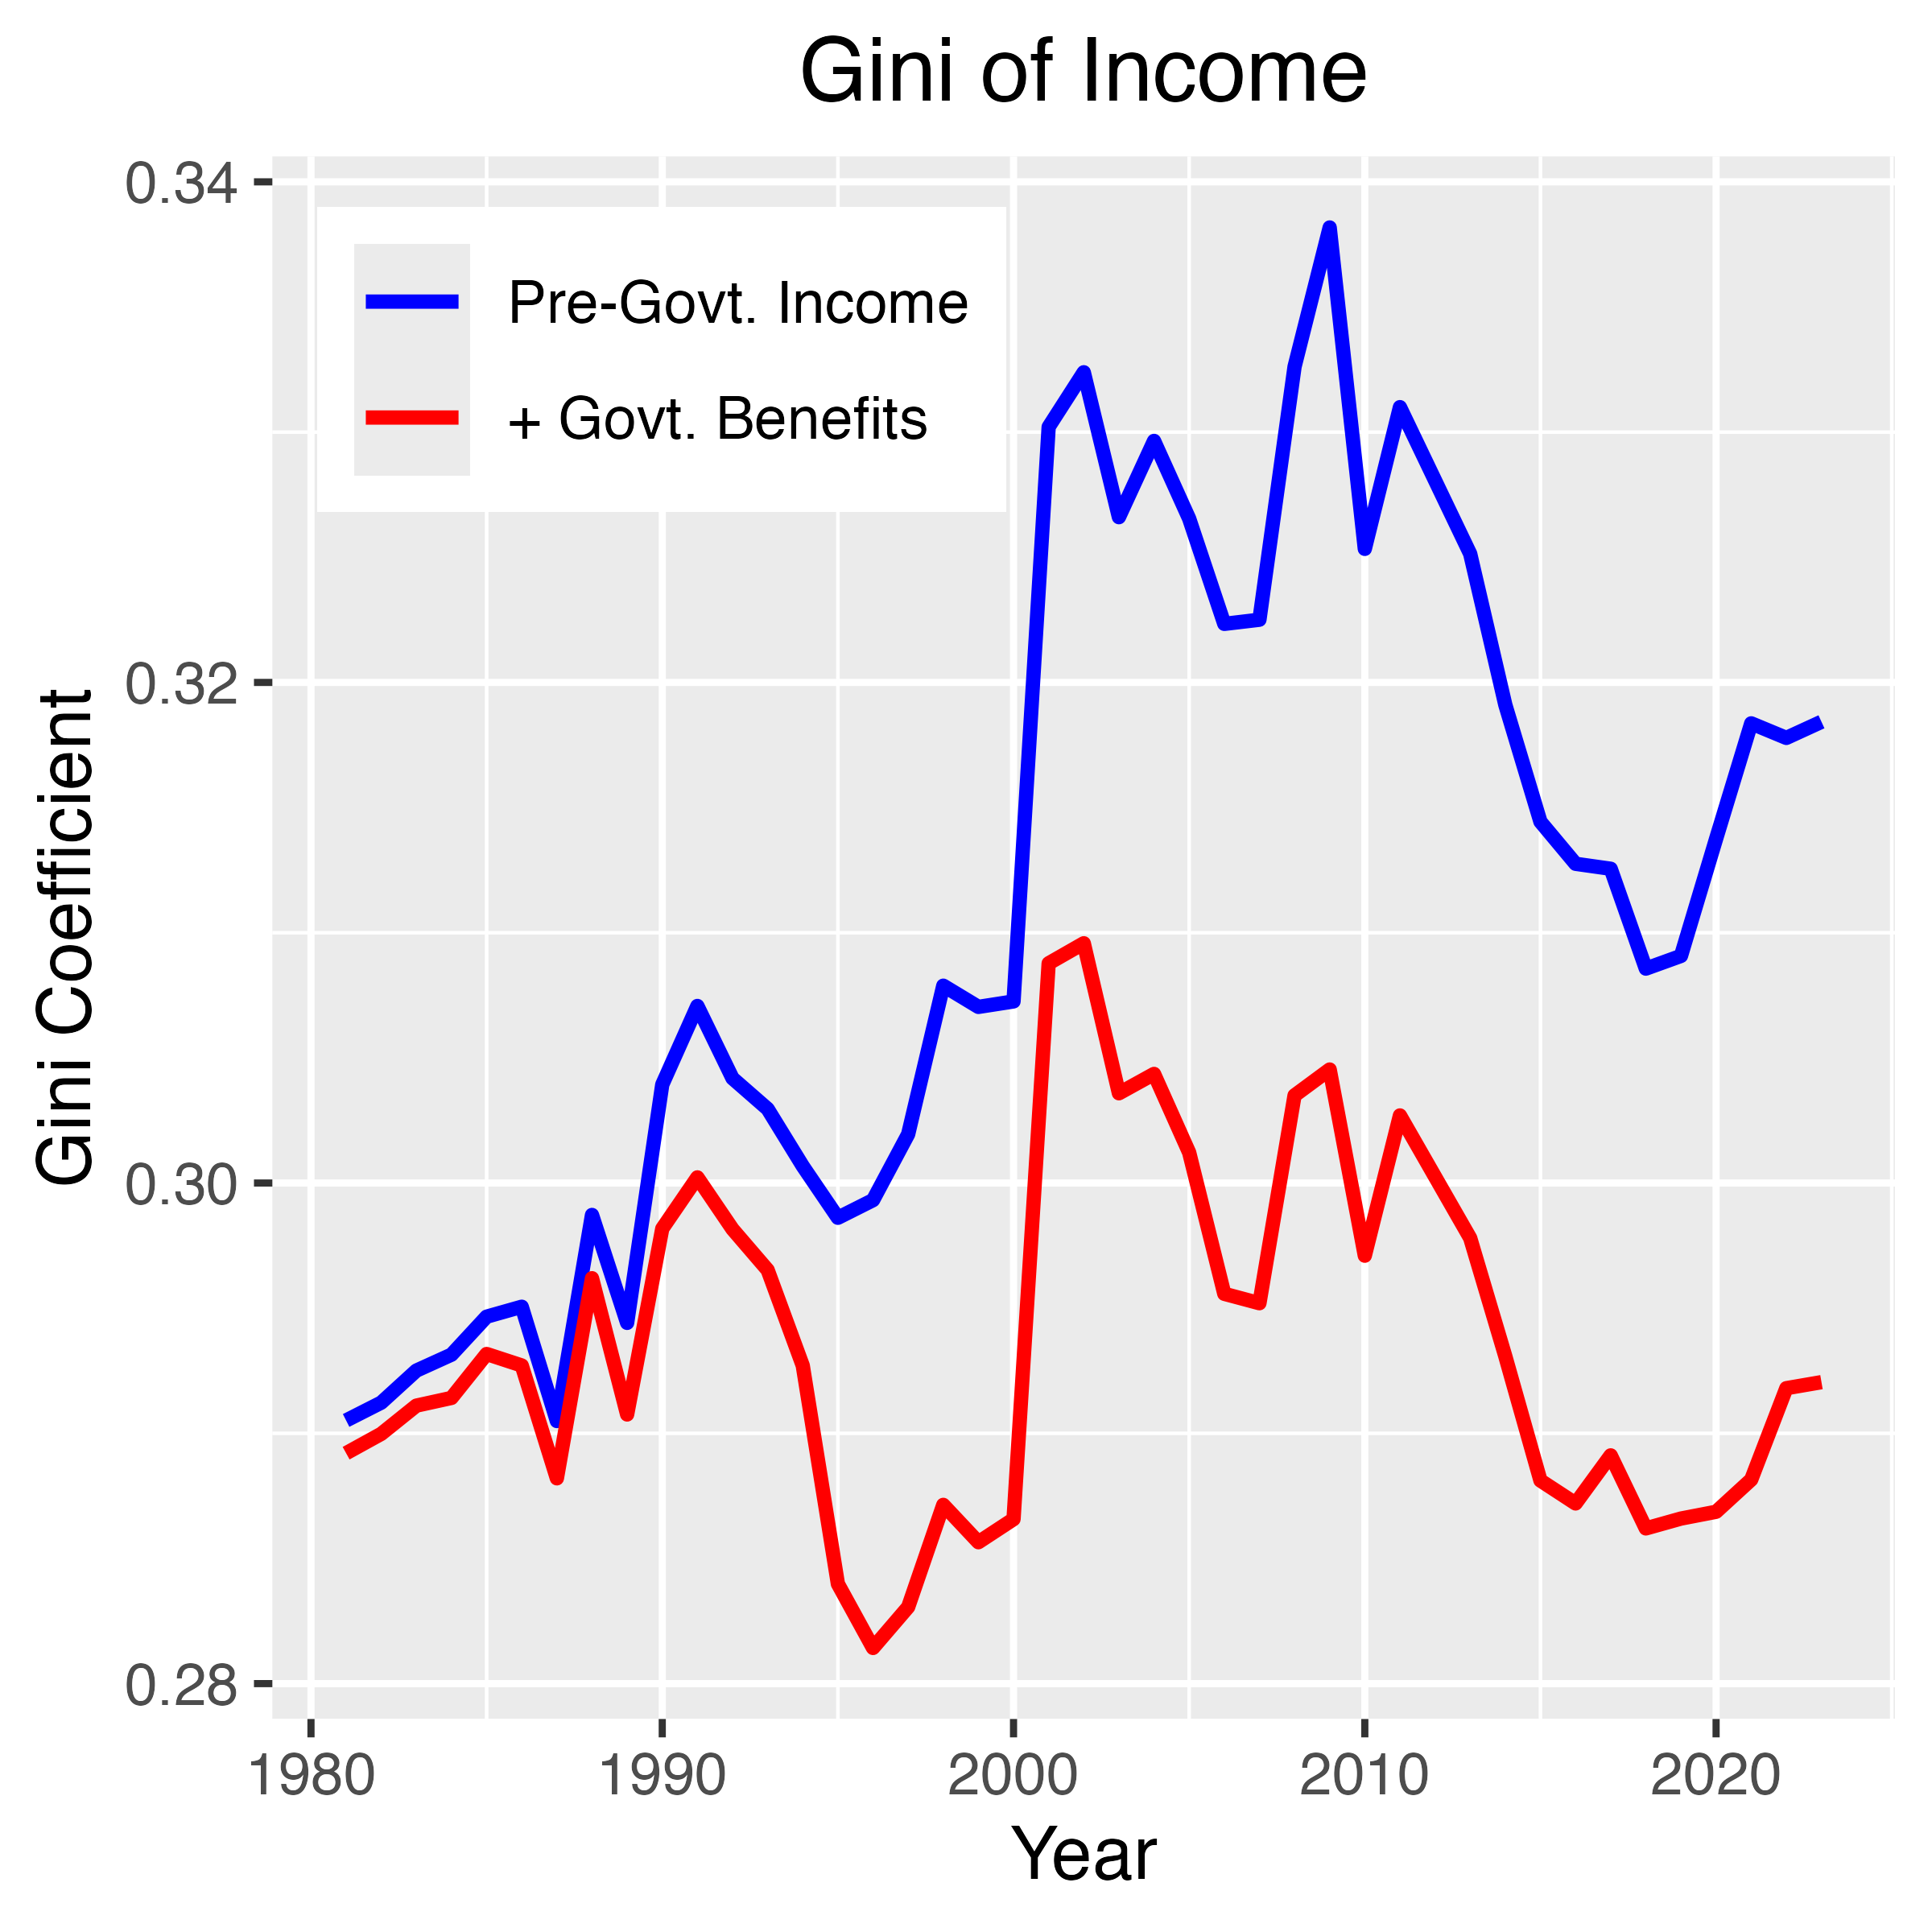 Gini of Income
0.34
Pre-Govt. Income
+ Govt. Benefits
0.32
Gini Coefficient
0.30
0.28
1980 1990 2000 2010 2020
Year